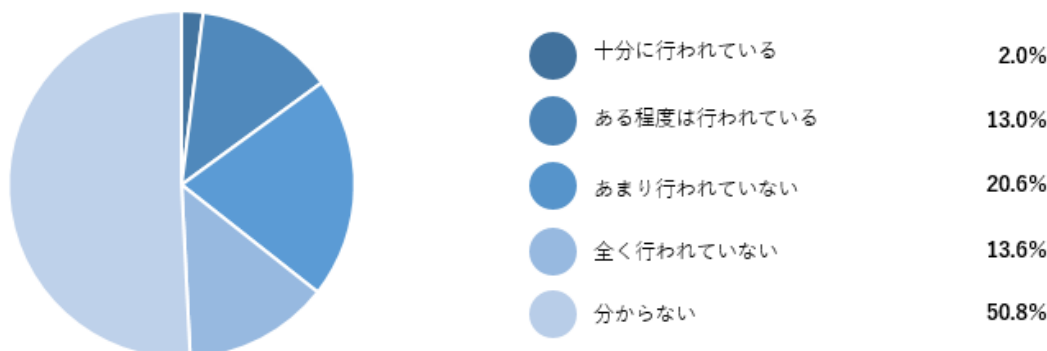 十分に行われている 2.0%
ある程度は行われている 13.0%
あまり行われていない 20.6%
全く行われていない 13.6%
分からない 50.8%